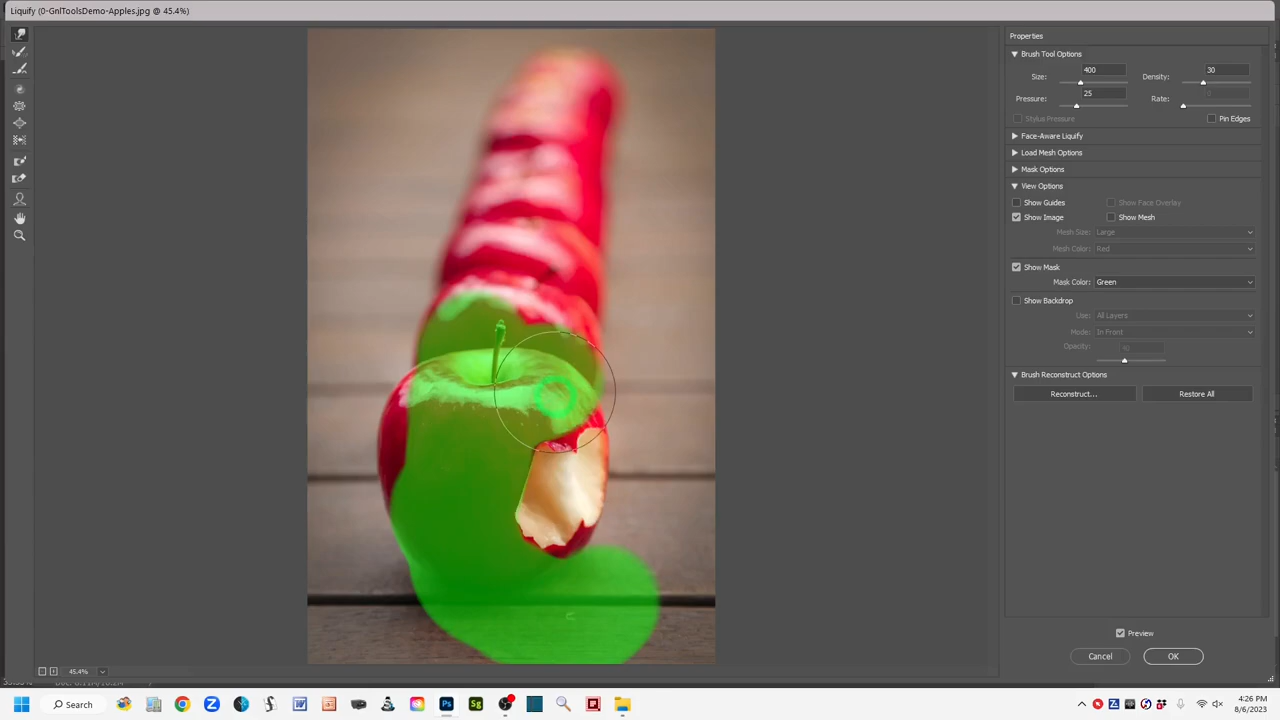 Liquify (0-GnlToolsDemo-Apples.jpg @ 45.4%)
Properties
Brush Tool Options
Size: 400 Density: 30
Pressure: 25 Rate: 0
Stylus Pressure Pin Edges
Face-Aware Liquify
Load Mesh Options
Mask Options
View Options
Show Guides Show Face Overlay
Show Image Show Mesh
Mesh Size: Large
Mesh Color: Red
Show Mask
Mask Color: Green
Show Backdrop
Use: All Layers
Mode: In Front
Opacity:
Brush Reconstruct Options
Reconstruct... Restore All
Preview
Cancel OK
45.4%
Search
1:26 PM
8/6/2023